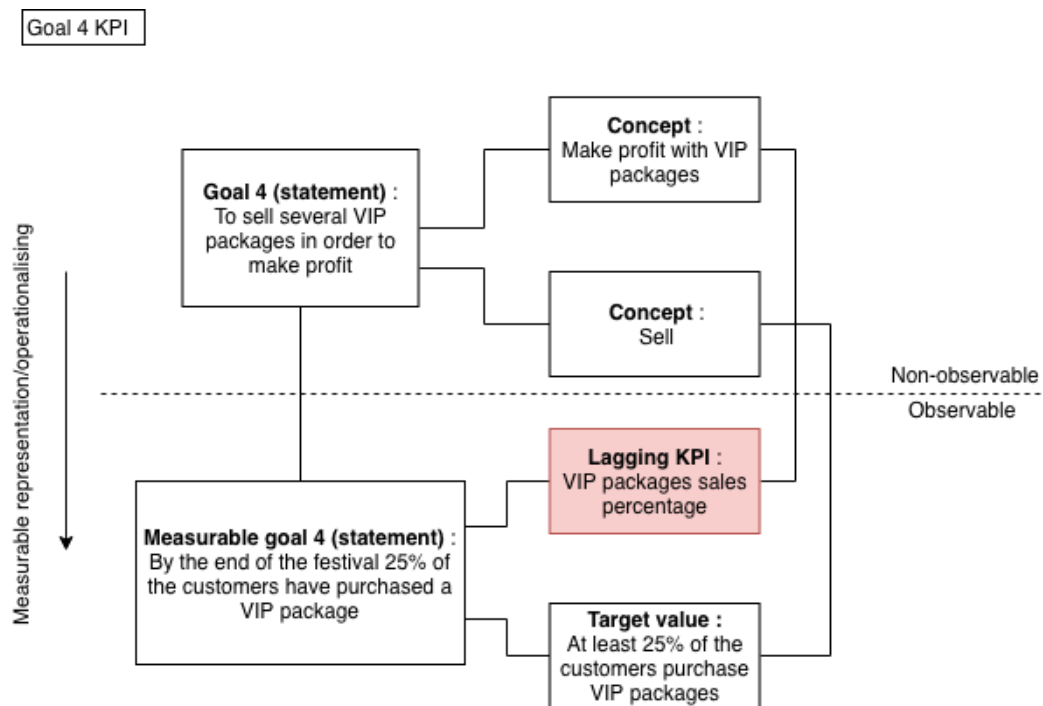 Goal 4 KPI
Concept :
Make profit with VIP
packages
Goal 4 (statement) :
To sell several VIP
packages in order to
make profit
Concept :
Sell
Measurable representation/operationalising
Non-observable
Observable
Lagging KPI :
VIP packages sales
percentage
Measurable goal 4 (statement) :
By the end of the festival 25% of
the customers have purchased a
VIP package
Target value :
At least 25% of the
customers purchase
VIP packages